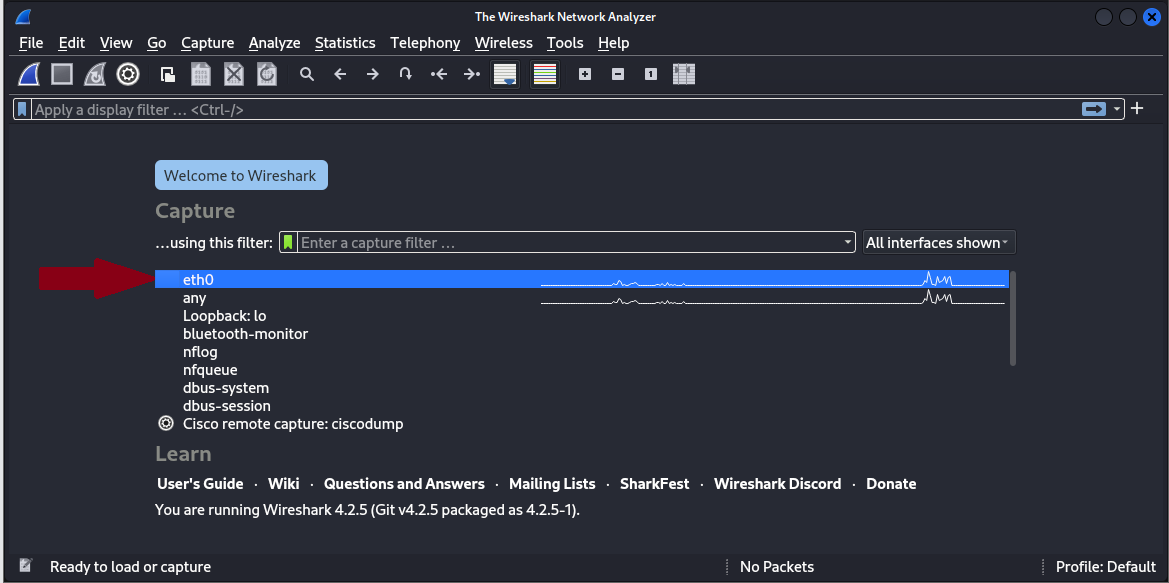 The Wireshark Network Analyzer
File Edit View Go Capture Analyze Statistics Telephony Wireless Tools Help
Apply a display filter … <Ctrl-/>
Welcome to Wireshark
Capture
…using this filter: Enter a capture filter … All interfaces shown
eth0
any
Loopback: lo
bluetooth-monitor
nflog
nfqueue
dbus-system
dbus-session
Cisco remote capture: ciscodump
Learn
User's Guide · Wiki · Questions and Answers · Mailing Lists · SharkFest · Wireshark Discord · Donate
You are running Wireshark 4.2.5 (Git v4.2.5 packaged as 4.2.5-1).
Ready to load or capture No Packets Profile: Default